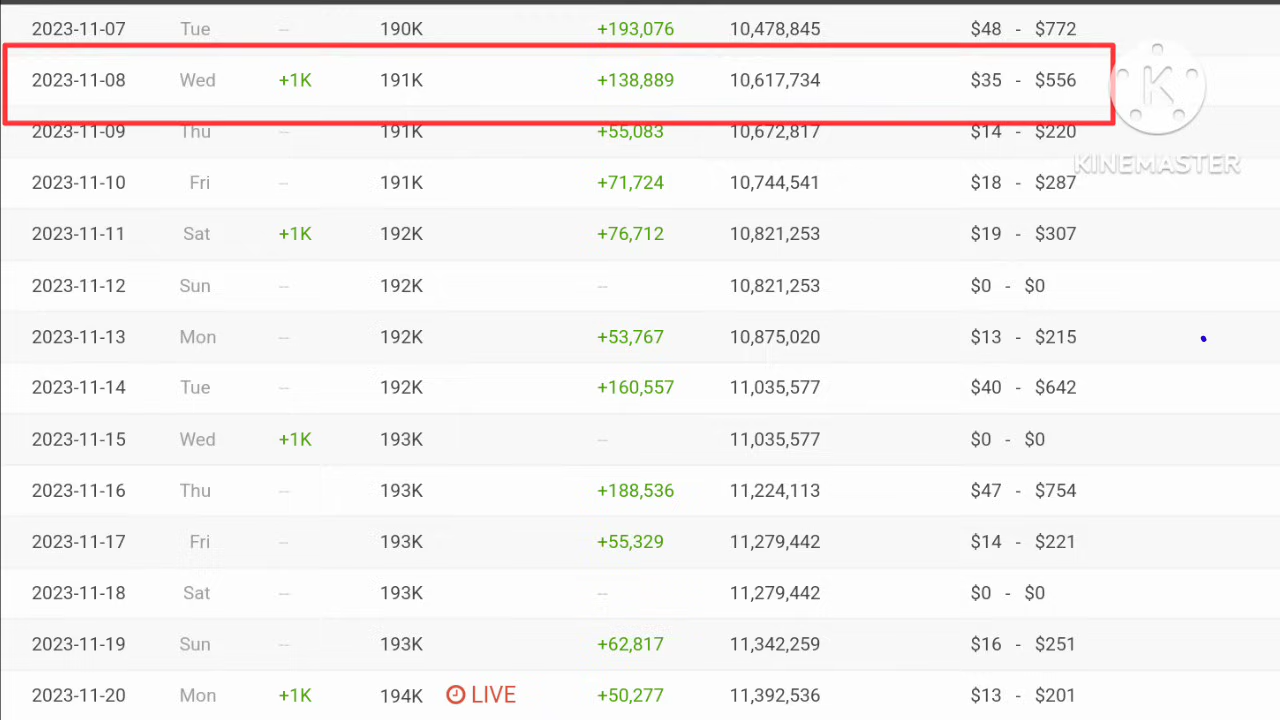 2023-11-07 Tue -- 190K +193,076 10,478,845 $48 - $772
2023-11-08 Wed +1K 191K +138,889 10,617,734 $35 - $556
2023-11-09 Thu -- 191K +55,083 10,672,817 $14 - $220
KINEMASTER
2023-11-10 Fri -- 191K +71,724 10,744,541 $18 - $287
2023-11-11 Sat +1K 192K +76,712 10,821,253 $19 - $307
2023-11-12 Sun -- 192K -- 10,821,253 $0 - $0
2023-11-13 Mon -- 192K +53,767 10,875,020 $13 - $215
2023-11-14 Tue -- 192K +160,557 11,035,577 $40 - $642
2023-11-15 Wed +1K 193K -- 11,035,577 $0 - $0
2023-11-16 Thu -- 193K +188,536 11,224,113 $47 - $754
2023-11-17 Fri -- 193K +55,329 11,279,442 $14 - $221
2023-11-18 Sat -- 193K -- 11,279,442 $0 - $0
2023-11-19 Sun -- 193K +62,817 11,342,259 $16 - $251
2023-11-20 Mon +1K 194K LIVE +50,277 11,392,536 $13 - $201